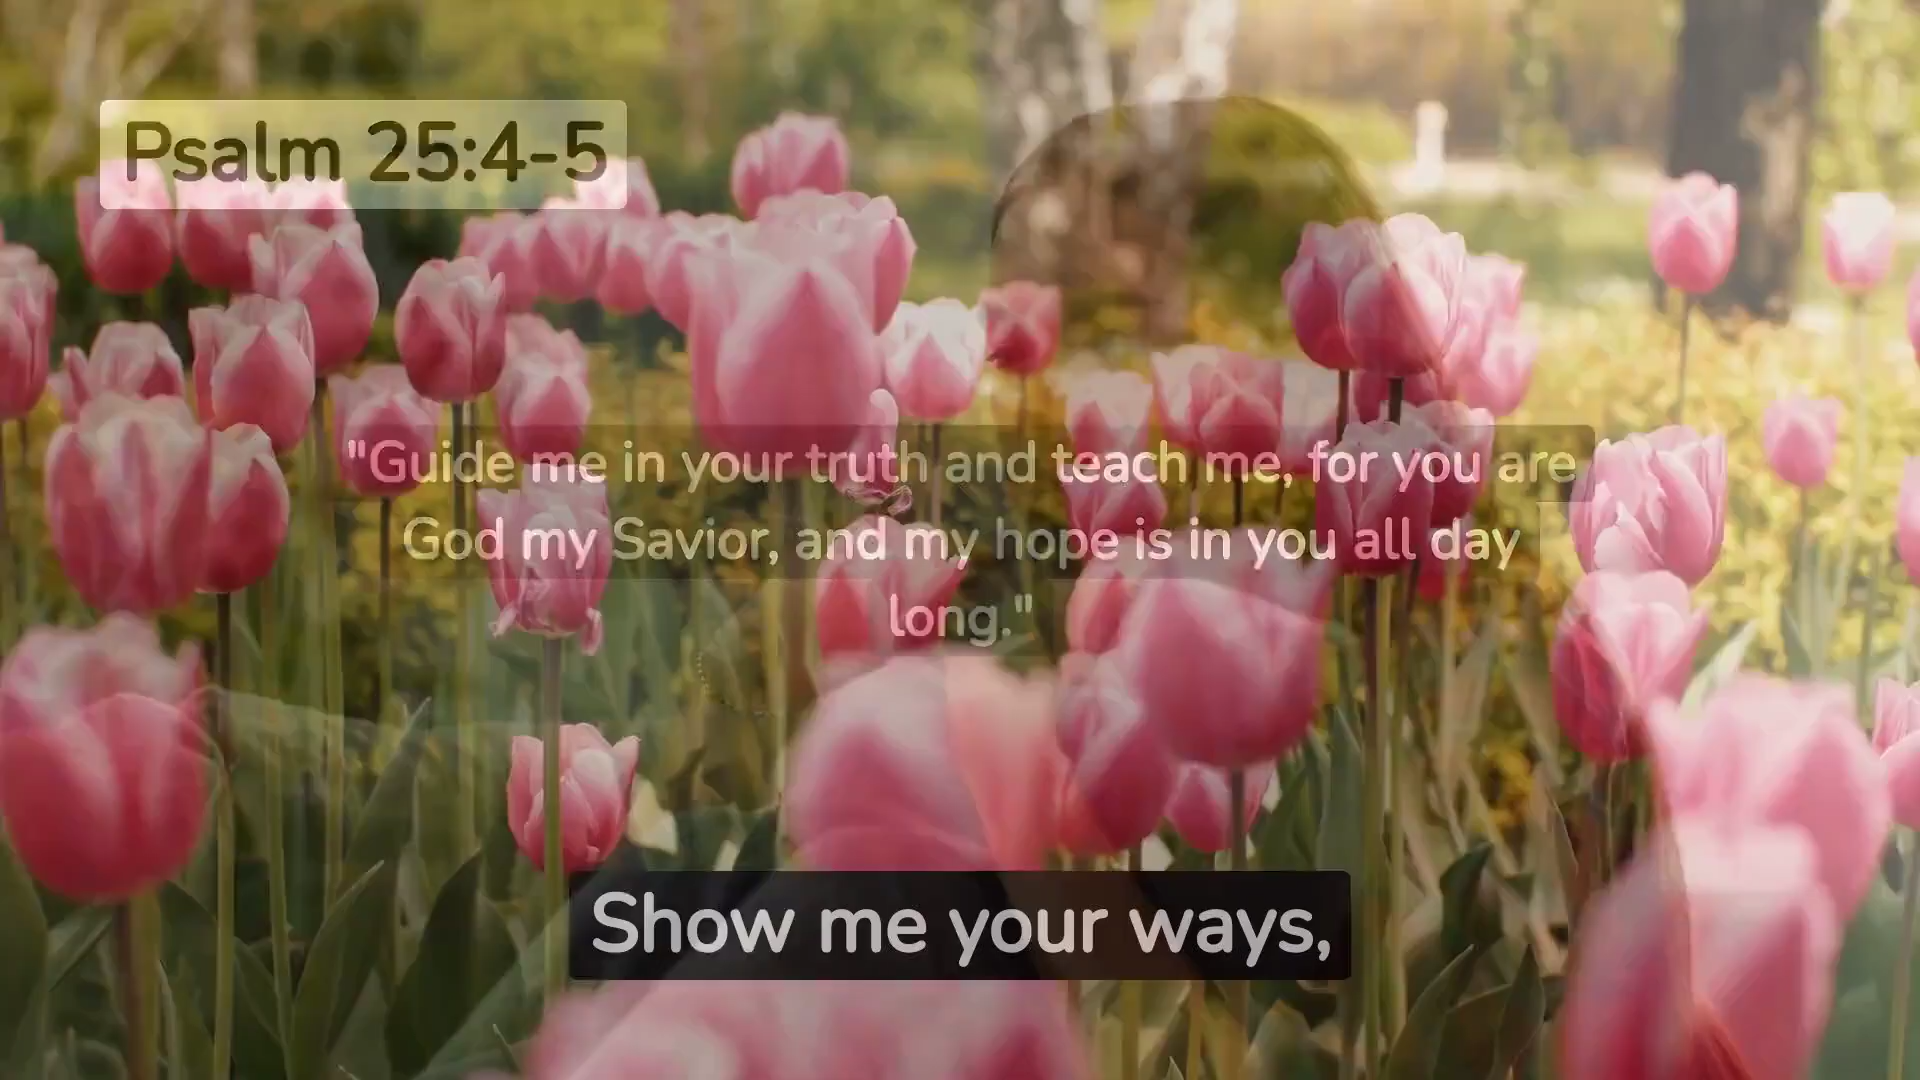 Psalm 25:4-5
"Guide me in your truth and teach me, for you are
God my Savior, and my hope is in you all day
long."
Show me your ways,